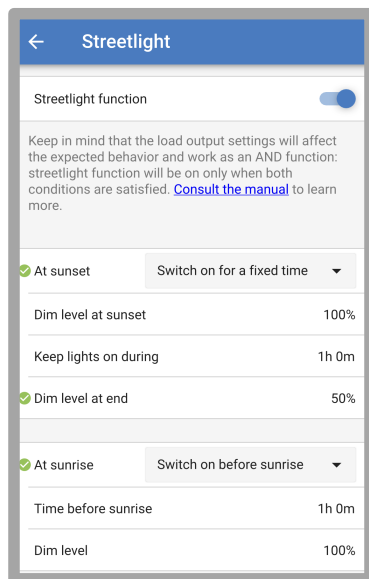 Streetlight
Streetlight function
Keep in mind that the load output settings will affect
the expected behavior and work as an AND function:
streetlight function will be on only when both
conditions are satisfied. Consult the manual to learn
more.
At sunset Switch on for a fixed time
Dim level at sunset 100%
Keep lights on during 1h 0m
Dim level at end 50%
At sunrise Switch on before sunrise
Time before sunrise 1h 0m
Dim level 100%